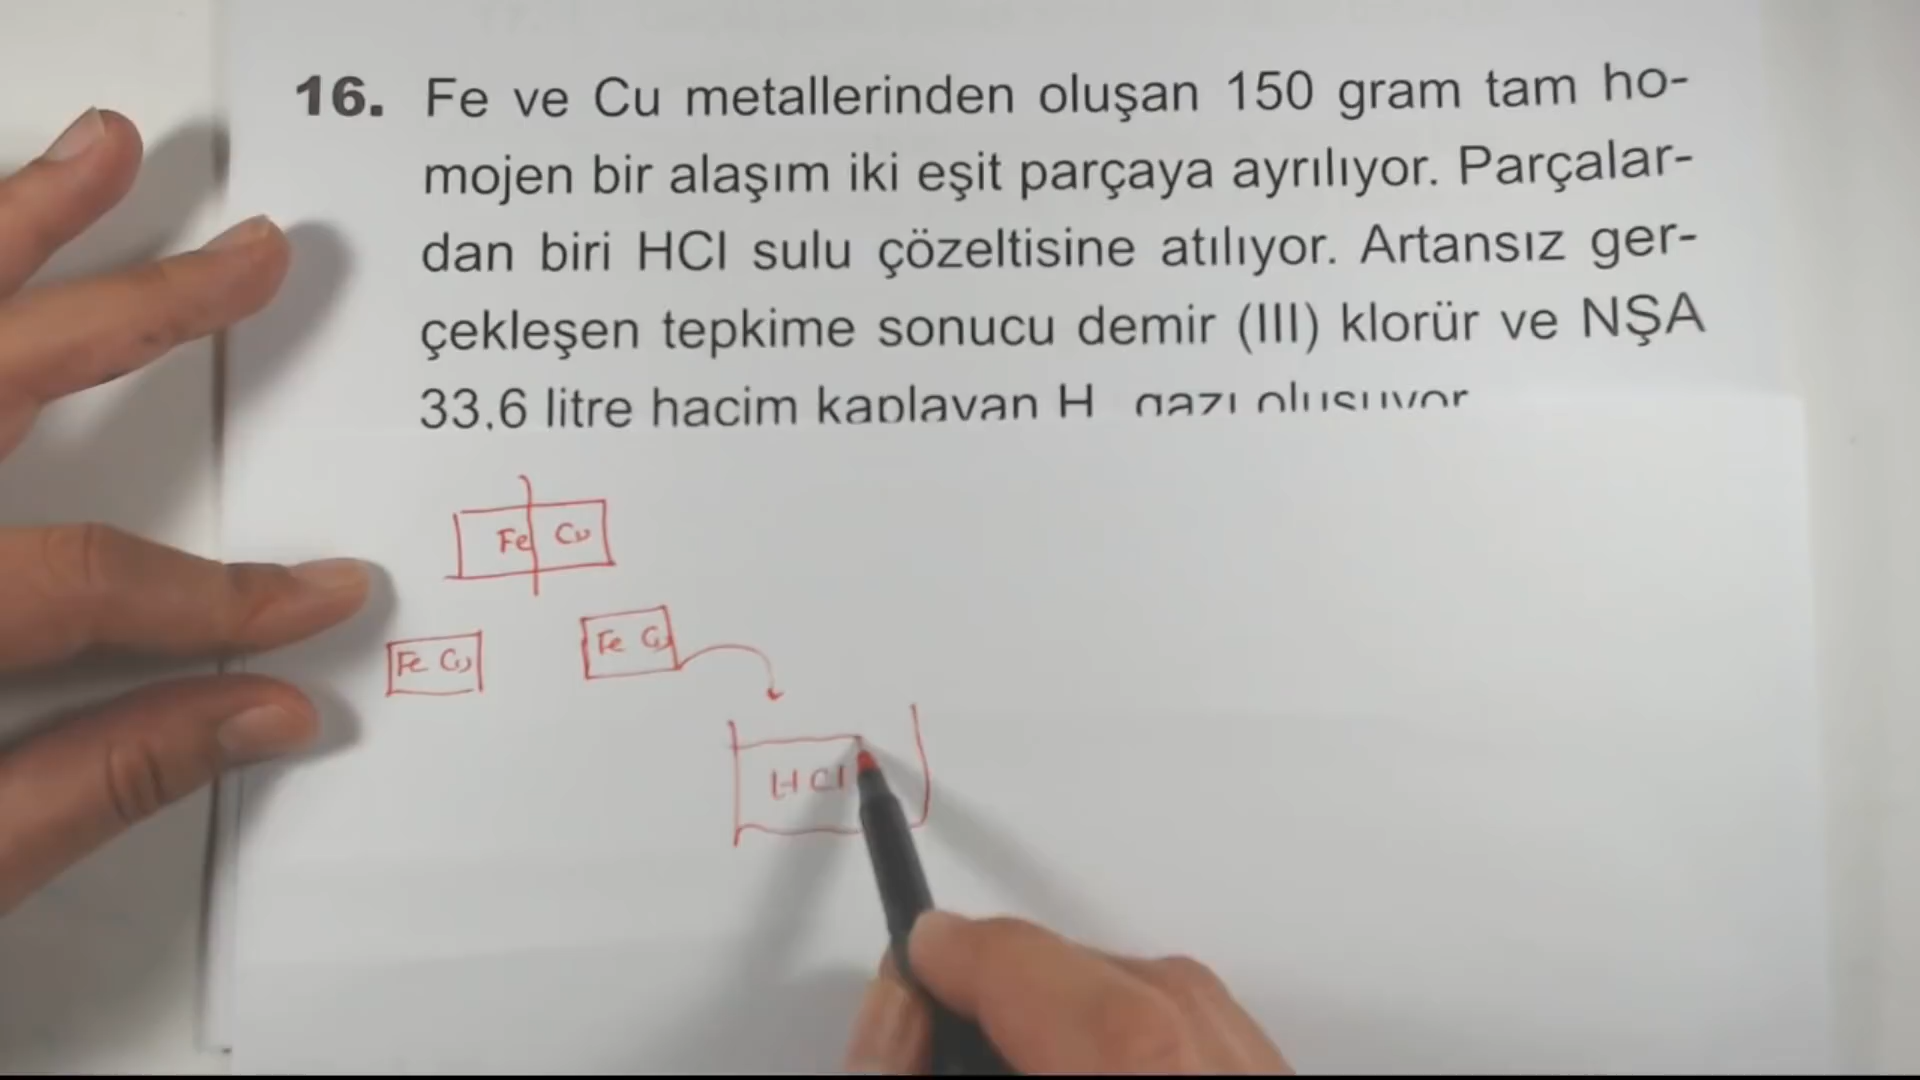 16. Fe ve Cu metallerinden oluşan 150 gram tam ho-
mojen bir alaşım iki eşit parçaya ayrılıyor. Parçalar-
dan biri HCl sulu çözeltisine atılıyor. Artansız ger-
çekleşen tepkime sonucu demir (III) klorür ve NŞA
33,6 litre hacim kaplayan H gazı oluşuyor
Fe Cu
Fe Cu
Fe Cu
HCl